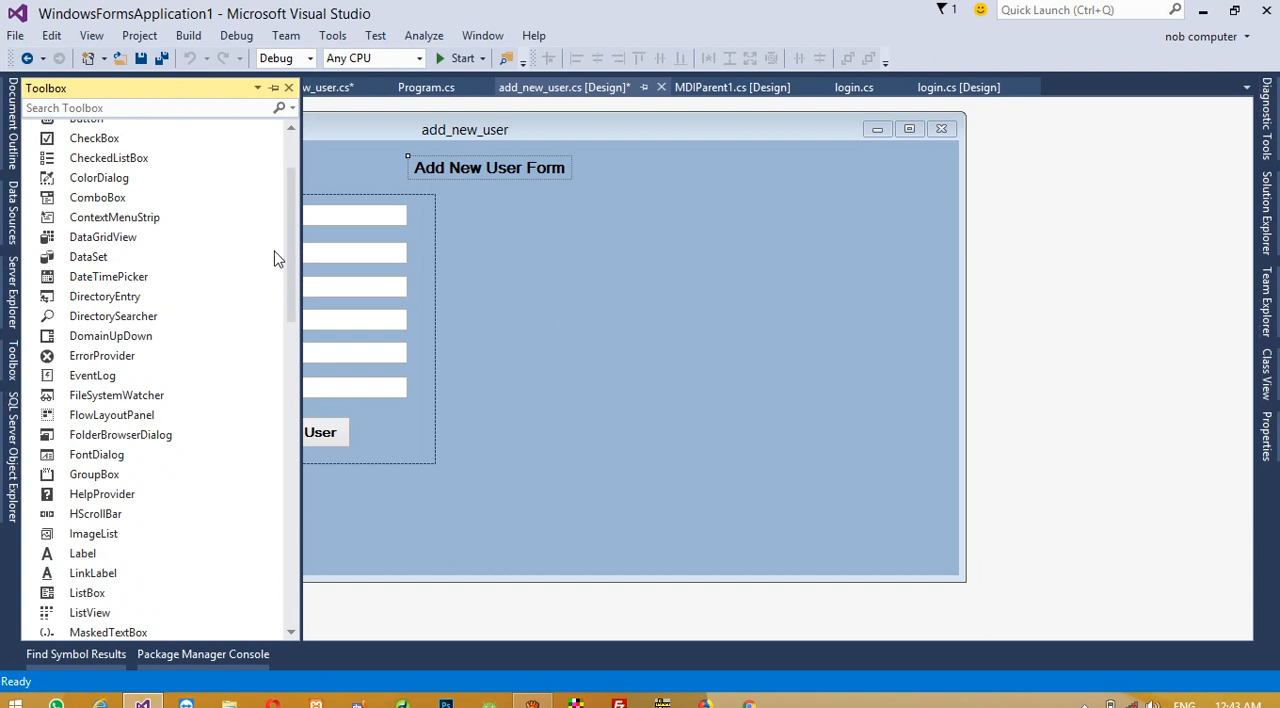 WindowsFormsApplication1 - Microsoft Visual Studio
1
Quick Launch (Ctrl+Q)
File Edit View Project Build Debug Team Tools Test Analyze Window Help
nob computer
Debug Any CPU Start
Toolbox
w_user.cs* Program.cs add_new_user.cs [Design]* MDIParent1.cs [Design] login.cs login.cs [Design]
Search Toolbox
Button
CheckBox
CheckedListBox
ColorDialog
ComboBox
ContextMenuStrip
DataGridView
DataSet
DateTimePicker
DirectoryEntry
DirectorySearcher
DomainUpDown
ErrorProvider
EventLog
FileSystemWatcher
FlowLayoutPanel
FolderBrowserDialog
FontDialog
GroupBox
HelpProvider
HScrollBar
ImageList
Label
LinkLabel
ListBox
ListView
MaskedTextBox
add_new_user
Add New User Form
User
Document Outline
Data Sources
Server Explorer
Toolbox
SQL Server Object Explorer
Diagnostic Tools
Solution Explorer
Team Explorer
Class View
Properties
Find Symbol Results Package Manager Console
Ready
ENG 12:43 AM